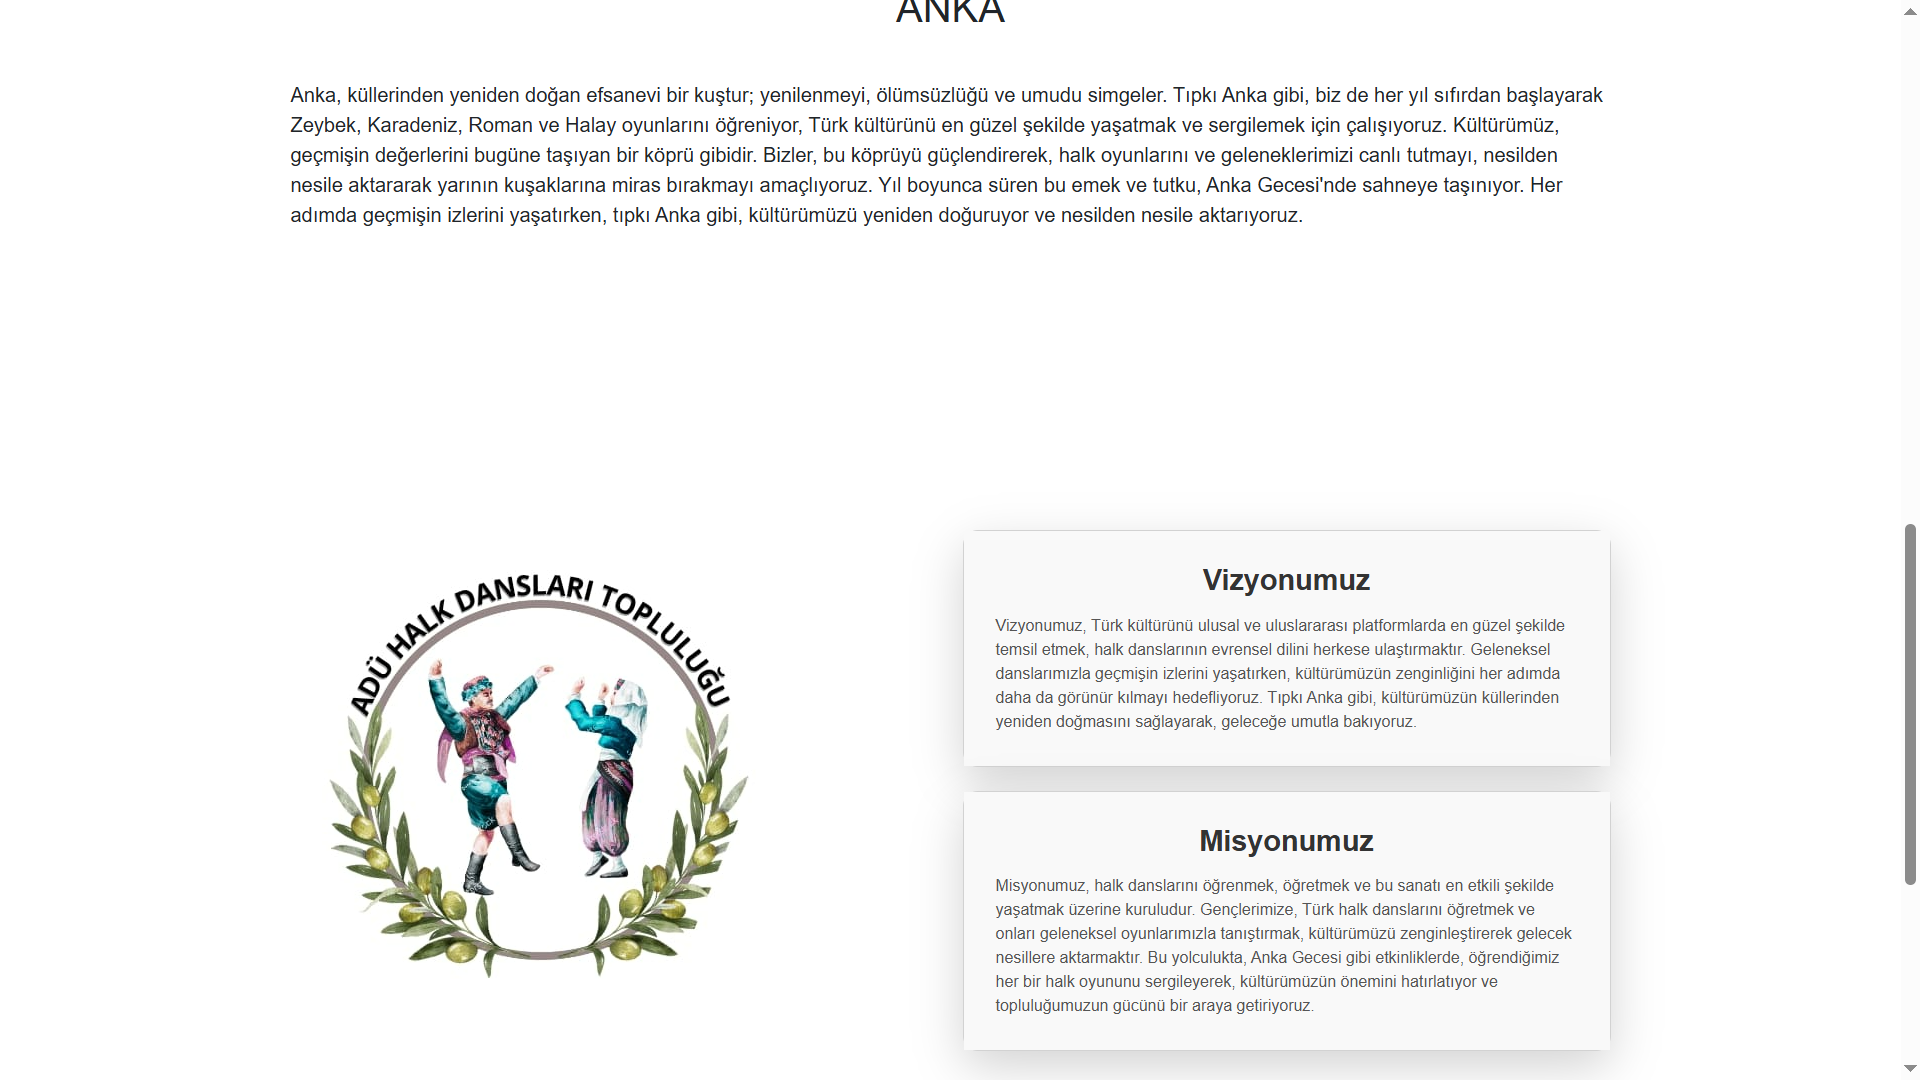 ANKA
Anka, küllerinden yeniden doğan efsanevi bir kuştur; yenilenmeyi, ölümsüzlüğü ve umudu simgeler. Tıpkı Anka gibi, biz de her yıl sıfırdan başlayarak
Zeybek, Karadeniz, Roman ve Halay oyunlarını öğreniyor, Türk kültürünü en güzel şekilde yaşatmak ve sergilemek için çalışıyoruz. Kültürümüz,
geçmişin değerlerini bugüne taşıyan bir köprü gibidir. Bizler, bu köprüyü güçlendirerek, halk oyunlarını ve geleneklerimizi canlı tutmayı, nesilden
nesile aktararak yarının kuşaklarına miras bırakmayı amaçlıyoruz. Yıl boyunca süren bu emek ve tutku, Anka Gecesi'nde sahneye taşınıyor. Her
adımda geçmişin izlerini yaşatırken, tıpkı Anka gibi, kültürümüzü yeniden doğuruyor ve nesilden nesile aktarıyoruz.
ADÜ HALK DANSLARI TOPLULUĞU
Vizyonumuz
Vizyonumuz, Türk kültürünü ulusal ve uluslararası platformlarda en güzel şekilde
temsil etmek, halk danslarının evrensel dilini herkese ulaştırmaktır. Geleneksel
danslarımızla geçmişin izlerini yaşatırken, kültürümüzün zenginliğini her adımda
daha da görünür kılmayı hedefliyoruz. Tıpkı Anka gibi, kültürümüzün küllerinden
yeniden doğmasını sağlayarak, geleceğe umutla bakıyoruz.
Misyonumuz
Misyonumuz, halk danslarını öğrenmek, öğretmek ve bu sanatı en etkili şekilde
yaşatmak üzerine kuruludur. Gençlerimize, Türk halk danslarını öğretmek ve
onları geleneksel oyunlarımızla tanıştırmak, kültürümüzü zenginleştirerek gelecek
nesillere aktarmaktır. Bu yolculukta, Anka Gecesi gibi etkinliklerde, öğrendiğimiz
her bir halk oyununu sergileyerek, kültürümüzün önemini hatırlatıyor ve
topluluğumuzun gücünü bir araya getiriyoruz.